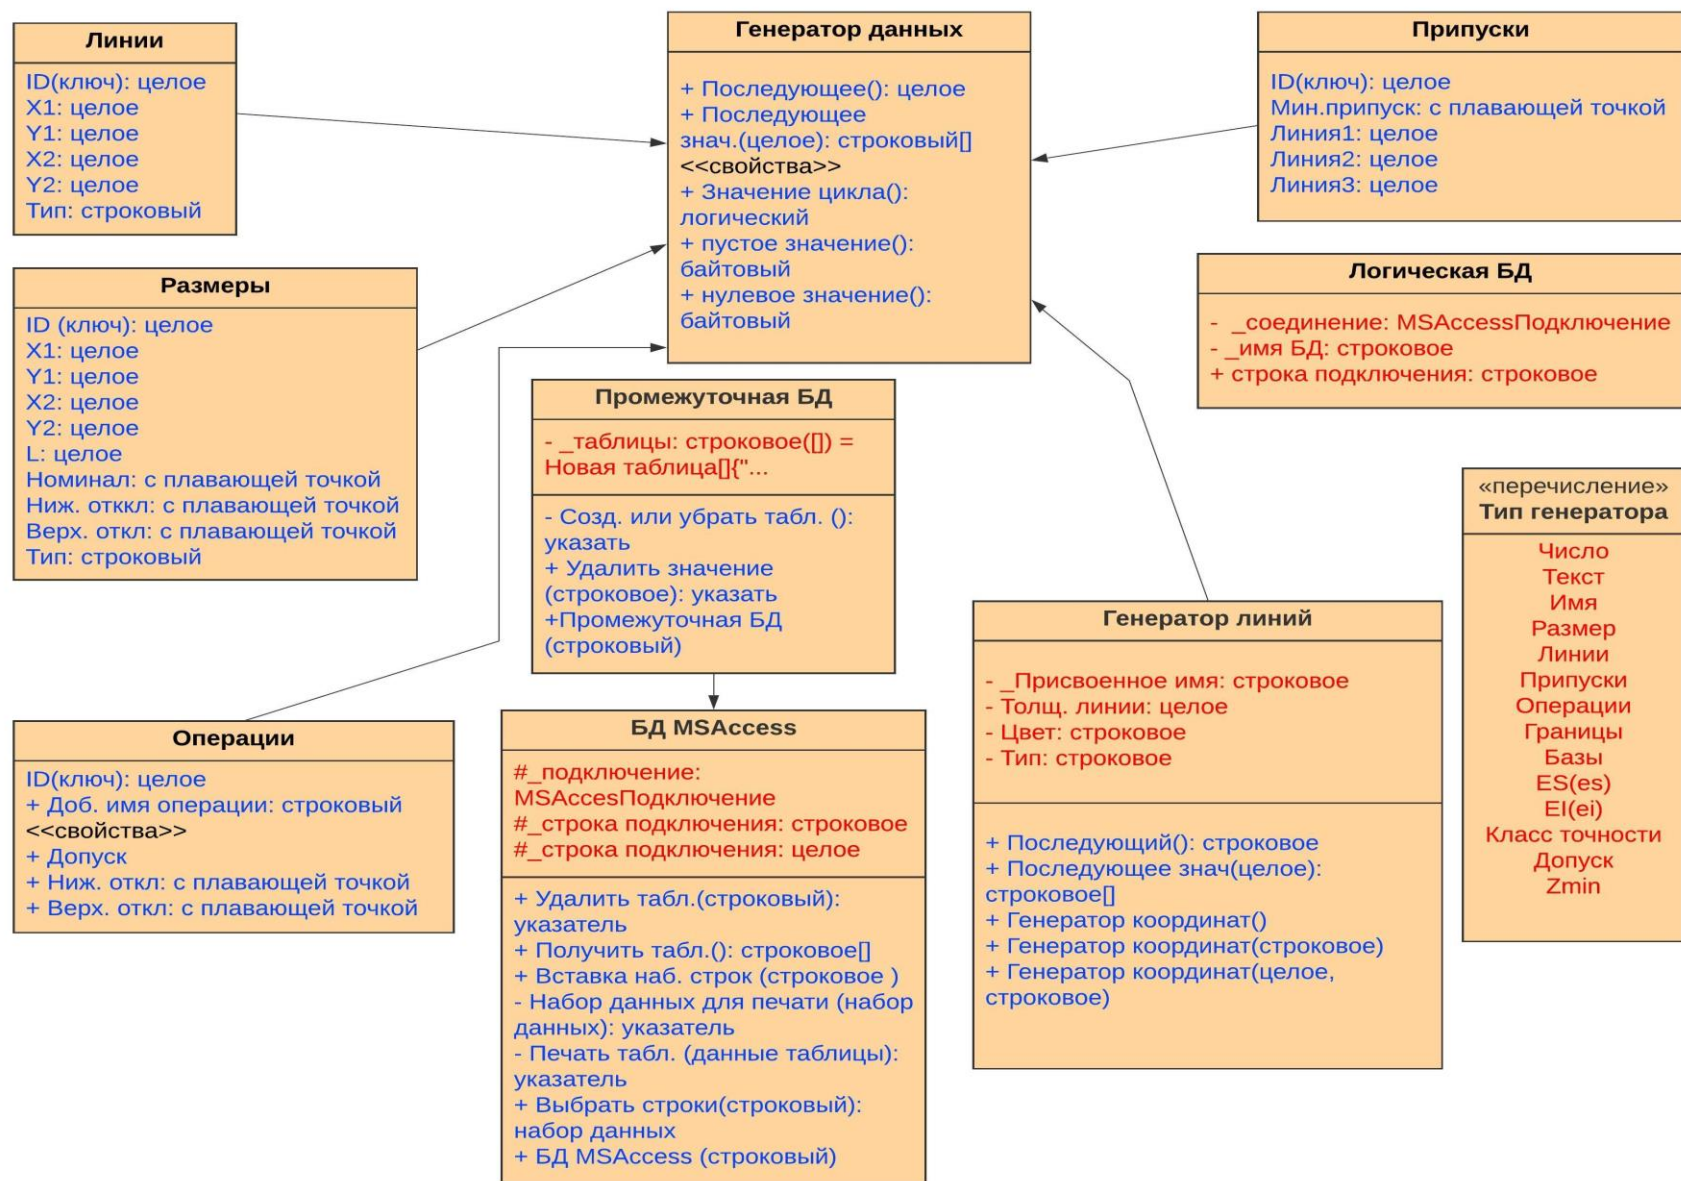 Линии
ID(ключ): целое
X1: целое
Y1: целое
X2: целое
Y2: целое
Тип: строковый
Генератор данных
+ Последующее(): целое
+ Последующее
знач.(целое): строковый[]
<<свойства>>
+ Значение цикла():
логический
+ пустое значение():
байтовый
+ нулевое значение():
байтовый
Припуски
ID(ключ): целое
Мин.припуск: с плавающей точкой
Линия1: целое
Линия2: целое
Линия3: целое
Размеры
ID (ключ): целое
X1: целое
Y1: целое
X2: целое
Y2: целое
L: целое
Номинал: с плавающей точкой
Ниж. отккл: с плавающей точкой
Верх. откл: с плавающей точкой
Тип: строковый
Логическая БД
- _соединение: MSAccessПодключение
- _имя БД: строковое
+ строка подключения: строковое
Промежуточная БД
- _таблицы: строковое([]) =
Новая таблица[]{"...
- Созд. или убрать табл. ():
указать
+ Удалить значение
(строковое): указать
+Промежуточная БД
(строковый)
«перечисление»
Тип генератора
Число
Текст
Имя
Размер
Линии
Припуски
Операции
Границы
Базы
ES(es)
EI(ei)
Класс точности
Допуск
Zmin
Генератор линий
- _Присвоенное имя: строковое
- Толщ. линии: целое
- Цвет: строковое
- Тип: строковое
+ Последующий(): строковое
+ Последующее знач(целое):
строковое[]
+ Генератор координат()
+ Генератор координат(строковое)
+ Генератор координат(целое,
строковое)
Операции
ID(ключ): целое
+ Доб. имя операции: строковый
<<свойства>>
+ Допуск
+ Ниж. откл: с плавающей точкой
+ Верх. откл: с плавающей точкой
БД MSAccess
#_подключение:
MSAccesПодключение
#_строка подключения: строковое
#_строка подключения: целое
+ Удалить табл.(строковый):
указатель
+ Получить табл.(): строковое[]
+ Вставка наб. строк (строковое )
- Набор данных для печати (набор
данных): указатель
- Печать табл. (данные таблицы):
указатель
+ Выбрать строки(строковый):
набор данных
+ БД MSAccess (строковый)